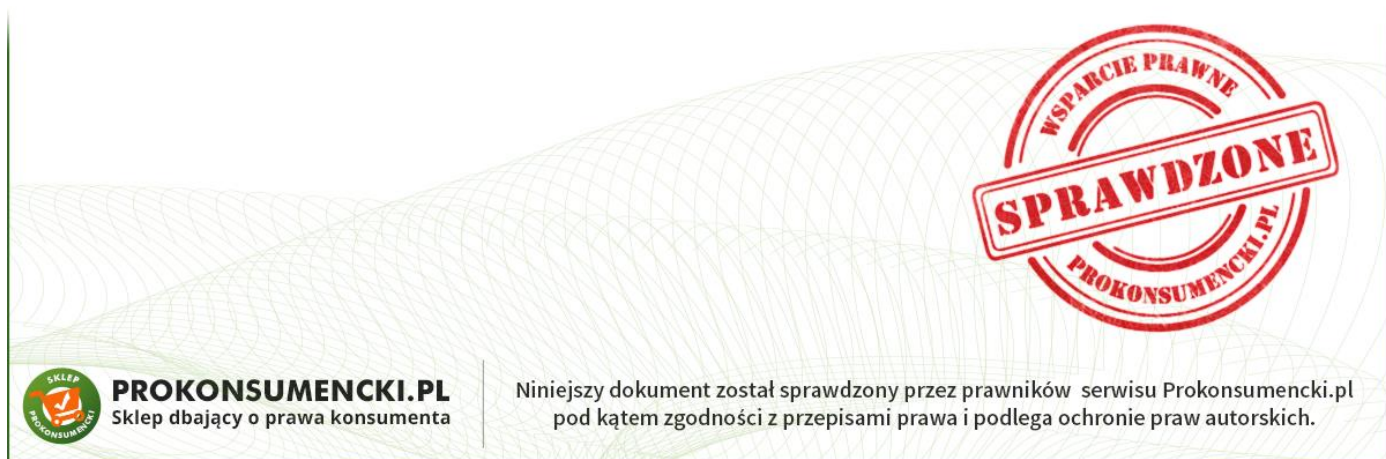 WSPARCIE PRAWNE
SPRAWDZONE
PROKONSUMENCKI.PL
SKLEP
PROKONSUMENCKI
PROKONSUMENCKI.PL
Sklep dbający o prawa konsumenta
Niniejszy dokument został sprawdzony przez prawników serwisu Prokonsumencki.pl
pod kątem zgodności z przepisami prawa i podlega ochronie praw autorskich.